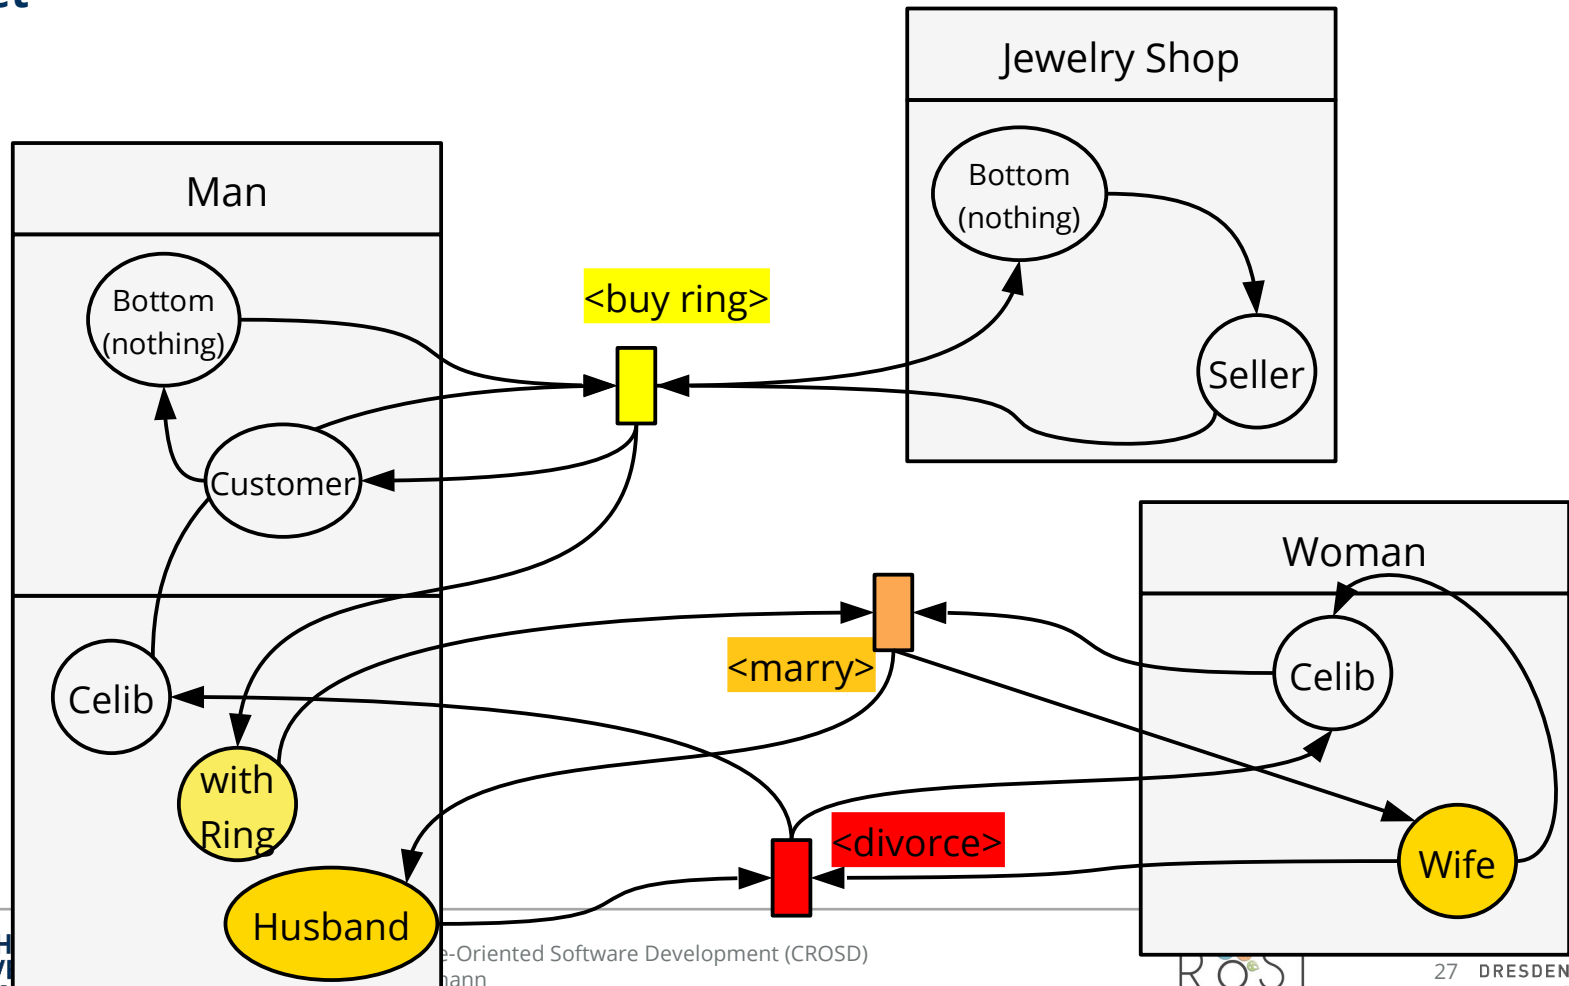 Jewelry Shop
Bottom
(nothing)
Seller
Man
Bottom
(nothing)
Customer
<buy ring>
Celib
with
Ring
Husband
<marry>
<divorce>
Woman
Celib
Wife
e-Oriented Software Development (CROSD)
mann
27 DRESDEN